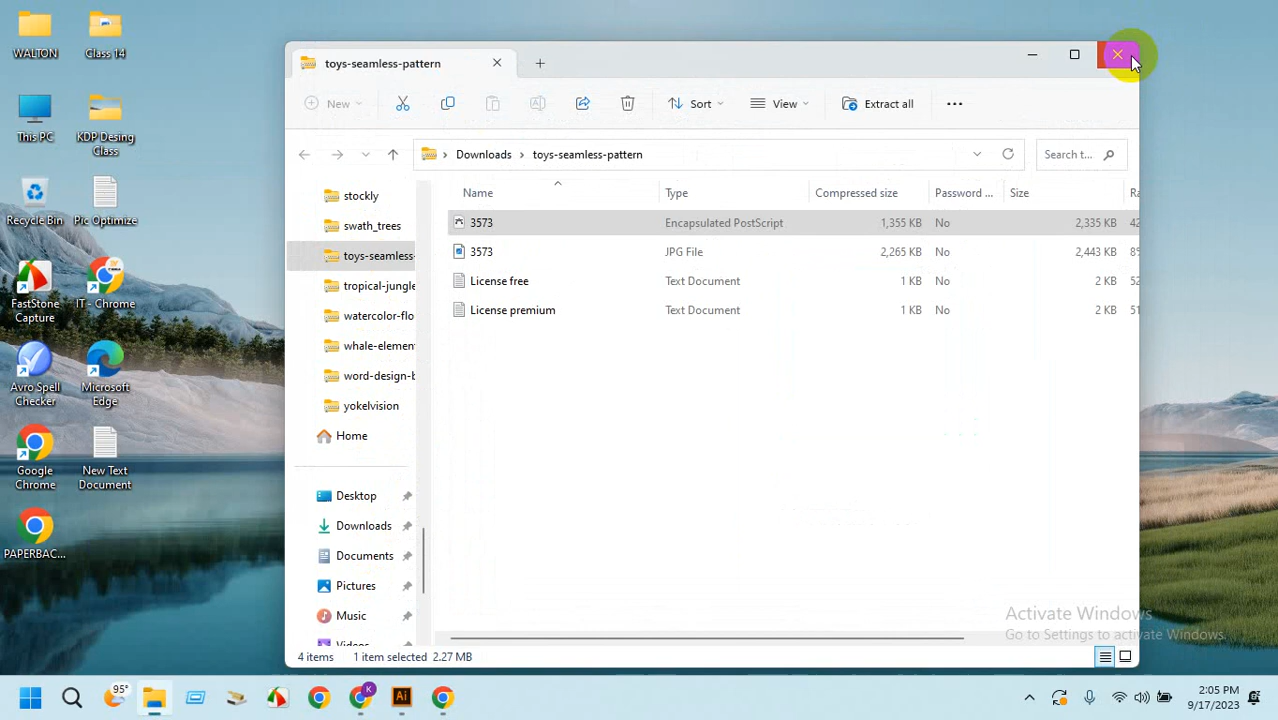 WALTON
Class 14
This PC
KDP Desing
Class
Recycle Bin
Pic Optimize
FastStone
Capture
IT - Chrome
Avro Spell
Checker
Microsoft
Edge
Google
Chrome
New Text
Document
PAPERBAC...
toys-seamless-pattern
New
Sort
View
Extract all
Downloads
toys-seamless-pattern
Search t...
stockly
swath_trees
toys-seamless-
tropical-jungle
watercolor-flo
whale-elemen
word-design-b
yokelvision
Home
Desktop
Downloads
Documents
Pictures
Music
Videos
Name Type Compressed size Password ... Size Ra
3573 Encapsulated PostScript 1,355 KB No 2,335 KB 42
3573 JPG File 2,265 KB No 2,443 KB 8%
License free Text Document 1 KB No 2 KB 52
License premium Text Document 1 KB No 2 KB 51
Activate Windows
Go to Settings to activate Windows.
4 items 1 item selected 2.27 MB
95°
K
Ai
2:05 PM
9/17/2023